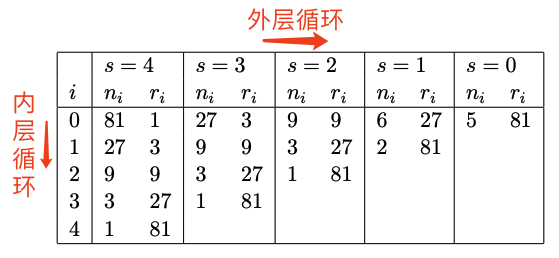 外层循环
内层循环
s = 4 s = 3 s = 2 s = 1 s = 0
i n_i r_i n_i r_i n_i r_i n_i r_i n_i r_i
0 81 1 27 3 9 9 6 27 5 81
1 27 3 9 9 3 27 2 81
2 9 9 3 27 1 81
3 3 27 1 81
4 1 81